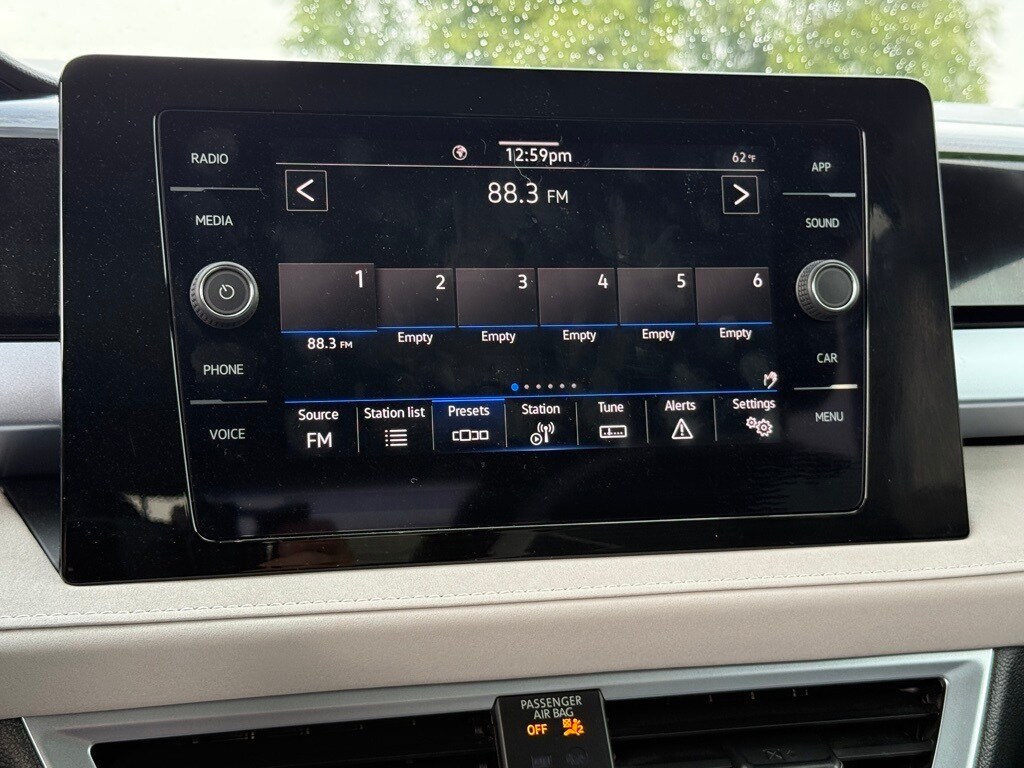 RADIO
MEDIA
PHONE
VOICE
12:59pm
62°F
88.3 FM
1
2
3
4
5
6
88.3 FM
Empty
Empty
Empty
Empty
Empty
Source
FM
Station list
Presets
Station
Tune
Alerts
Settings
APP
SOUND
CAR
MENU
PASSENGER
AIR BAG
OFF